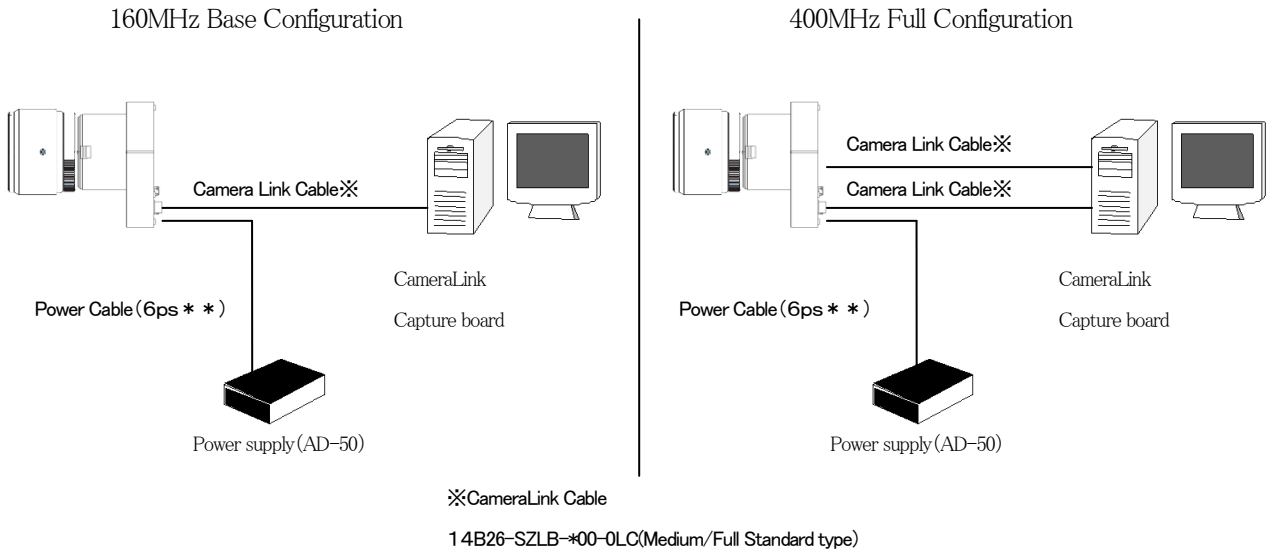 160MHz Base Configuration
Camera Link Cable※
CameraLink
Capture board
Power Cable(6ps＊＊)
Power supply(AD-50)
400MHz Full Configuration
Camera Link Cable※
Camera Link Cable※
CameraLink
Capture board
Power Cable(6ps＊＊)
Power supply(AD-50)
※CameraLink Cable
14B26-SZLB-*00-0LC(Medium/Full Standard type)